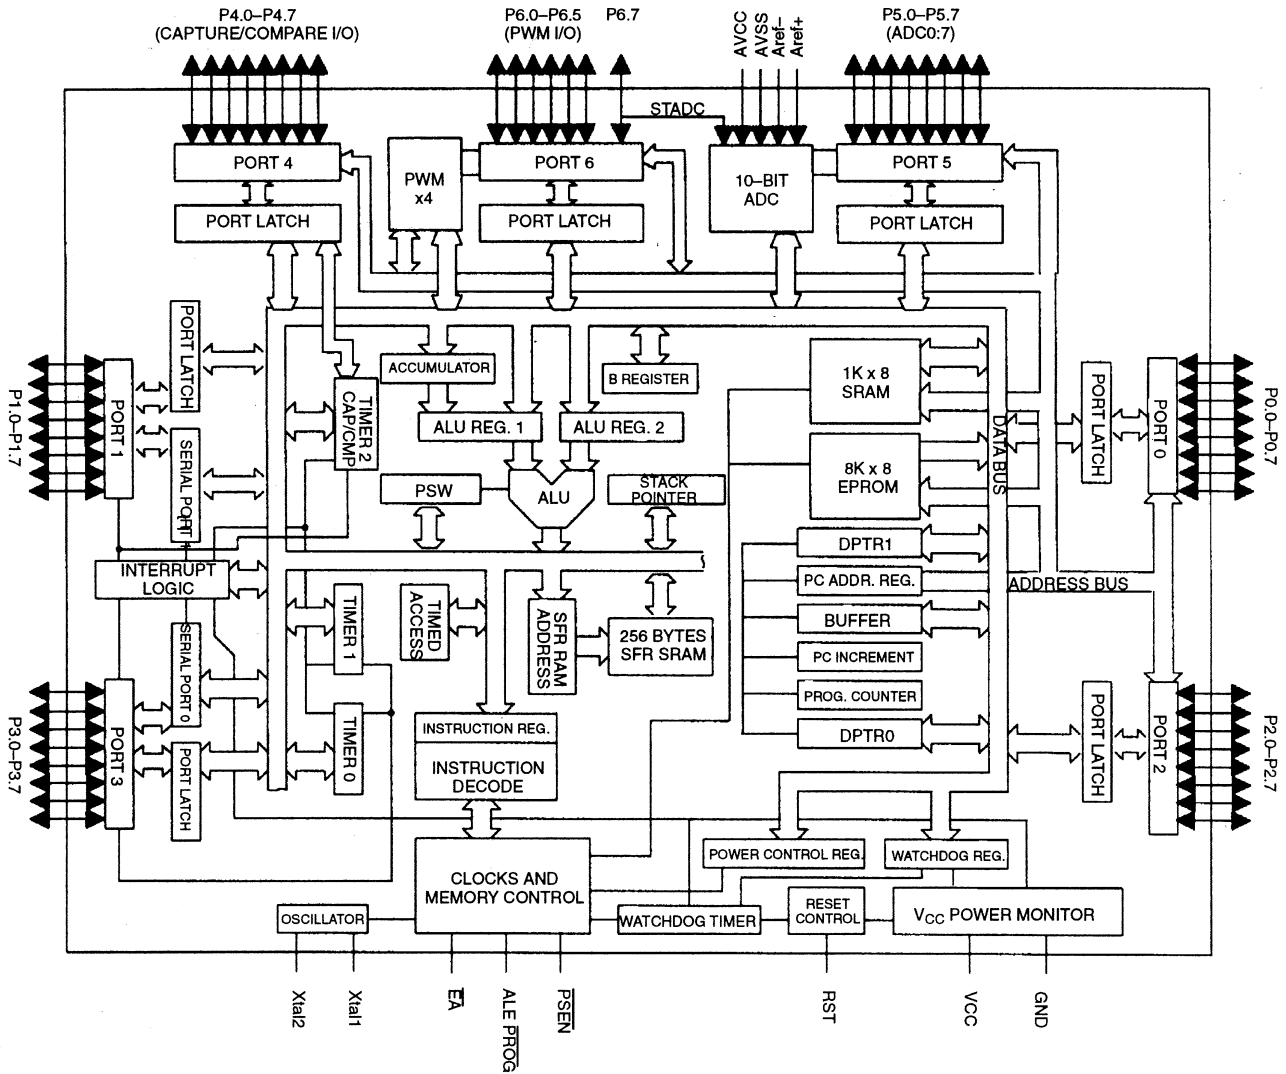 P4.0–P4.7
(CAPTURE/COMPARE I/O)
P6.0–P6.5
(PWM I/O)
P6.7
AVCC
AVSS
Aref–
Aref+
P5.0–P5.7
(ADC0:7)
STADC
PORT 4
PWM
x4
PORT 6
10–BIT
ADC
PORT 5
PORT LATCH
PORT LATCH
PORT LATCH
PORT LATCH
ACCUMULATOR
B REGISTER
1K x 8
SRAM
P1.0–P1.7
PORT 1
SERIAL PORT 1
TIMER 2
CAP/CMP
ALU REG. 1
ALU REG. 2
DATA BUS
PORT LATCH
PORT 0
P0.0–P0.7
PSW
ALU
STACK
POINTER
8K x 8
EPROM
DPTR1
INTERRUPT
LOGIC
PC ADDR. REG.
ADDRESS BUS
TIMER 1
TIMED
ACCESS
SFR RAM
ADDRESS
256 BYTES
SFR SRAM
BUFFER
PC INCREMENT
SERIAL PORT 0
PROG. COUNTER
P3.0–P3.7
PORT 3
PORT LATCH
TIMER 0
INSTRUCTION REG.
INSTRUCTION
DECODE
DPTR0
PORT LATCH
PORT 2
P2.0–P2.7
POWER CONTROL REG.
WATCHDOG REG.
CLOCKS AND
MEMORY CONTROL
OSCILLATOR
WATCHDOG TIMER
RESET
CONTROL
VCC POWER MONITOR
Xtal2
Xtal1
EA
ALE PROG
PSEN
RST
VCC
GND